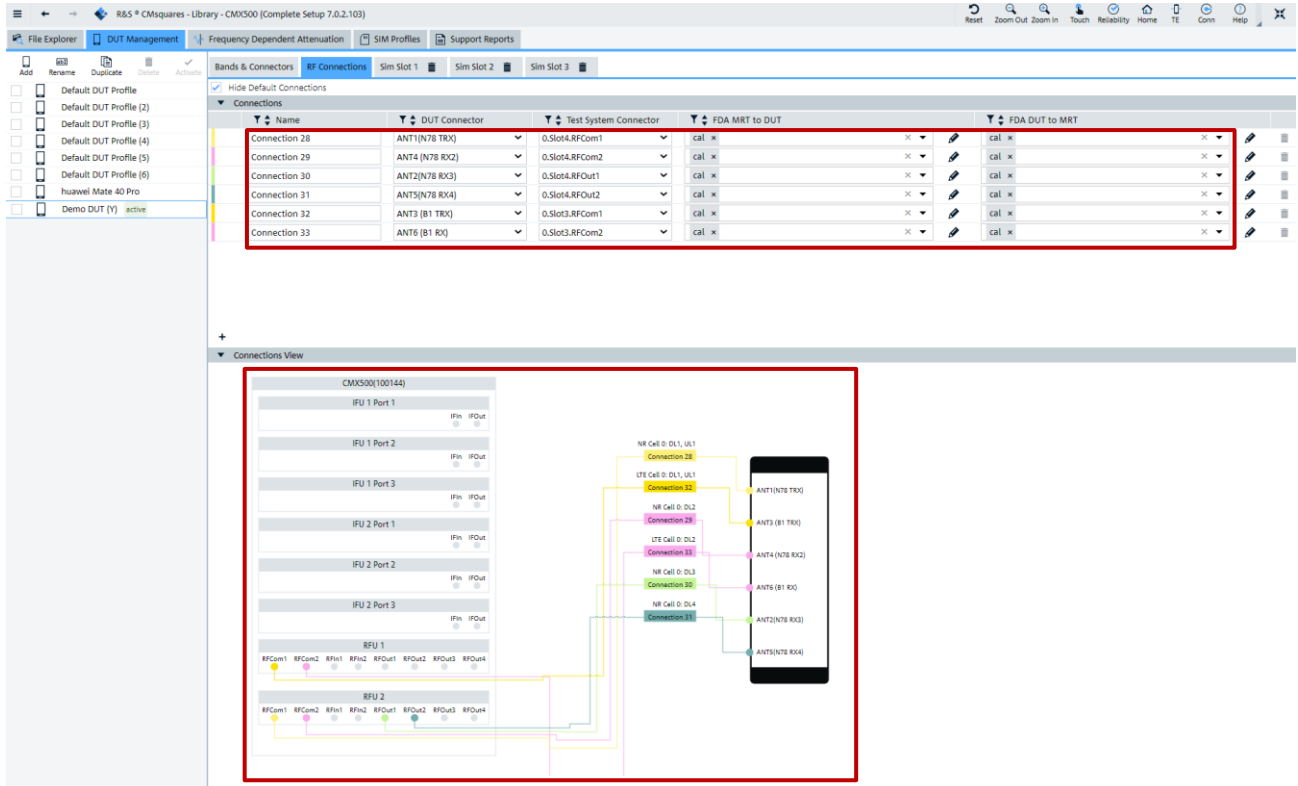 R&S ® CMsquares - Library - CMX500 (Complete Setup 7.0.2.103)
Reset Zoom Out Zoom In Touch Reliability Home TE Conn Help
File Explorer DUT Management Frequency Dependent Attenuation SIM Profiles Support Reports
Add Rename Duplicate Delete Activate
Default DUT Profile
Default DUT Profile (2)
Default DUT Profile (3)
Default DUT Profile (4)
Default DUT Profile (5)
Default DUT Profile (6)
huawei Mate 40 Pro
Demo DUT (Y) active
Bands & Connectors RF Connections Sim Slot 1 Sim Slot 2 Sim Slot 3
Hide Default Connections
Connections
Name DUT Connector Test System Connector FDA MRT to DUT FDA DUT to MRT
Connection 28 ANT1(N78 TRX) 0.Slot4.RFCom1 cal × cal ×
Connection 29 ANT4 (N78 RX2) 0.Slot4.RFCom2 cal × cal ×
Connection 30 ANT2(N78 RX3) 0.Slot4.RFOut1 cal × cal ×
Connection 31 ANT5(N78 RX4) 0.Slot4.RFOut2 cal × cal ×
Connection 32 ANT3 (B1 TRX) 0.Slot3.RFCom1 cal × cal ×
Connection 33 ANT6 (B1 RX) 0.Slot3.RFCom2 cal × cal ×
+
Connections View
CMX500(100144)
IFU 1 Port 1
IFIn IFOut
IFU 1 Port 2
IFIn IFOut
IFU 1 Port 3
IFIn IFOut
IFU 2 Port 1
IFIn IFOut
IFU 2 Port 2
IFIn IFOut
IFU 2 Port 3
IFIn IFOut
RFU 1
RFCom1 RFCom2 RFIn1 RFIn2 RFOut1 RFOut2 RFOut3 RFOut4
RFU 2
RFCom1 RFCom2 RFIn1 RFIn2 RFOut1 RFOut2 RFOut3 RFOut4
NR Cell 0: DL1, UL1
Connection 28
LTE Cell 0: DL1, UL1
Connection 32
NR Cell 0: DL2
Connection 29
LTE Cell 0: DL2
Connection 33
NR Cell 0: DL3
Connection 30
NR Cell 0: DL4
Connection 31
ANT1(N78 TRX)
ANT3 (B1 TRX)
ANT4 (N78 RX2)
ANT6 (B1 RX)
ANT2(N78 RX3)
ANT5(N78 RX4)